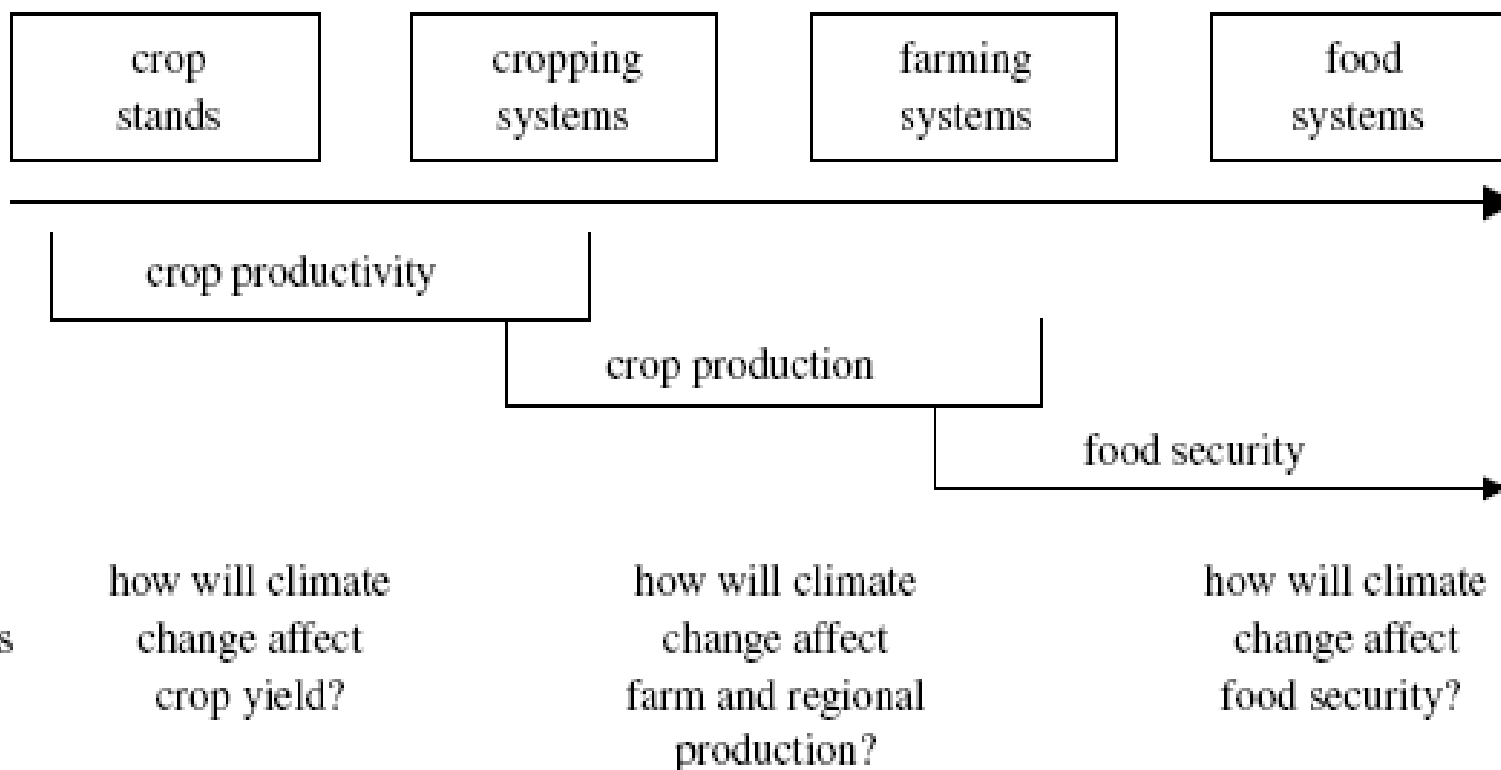 crop
stands
cropping
systems
farming
systems
food
systems
crop productivity
crop production
food security
how will climate
change affect
crop yield?
how will climate
change affect
farm and regional
production?
how will climate
change affect
food security?